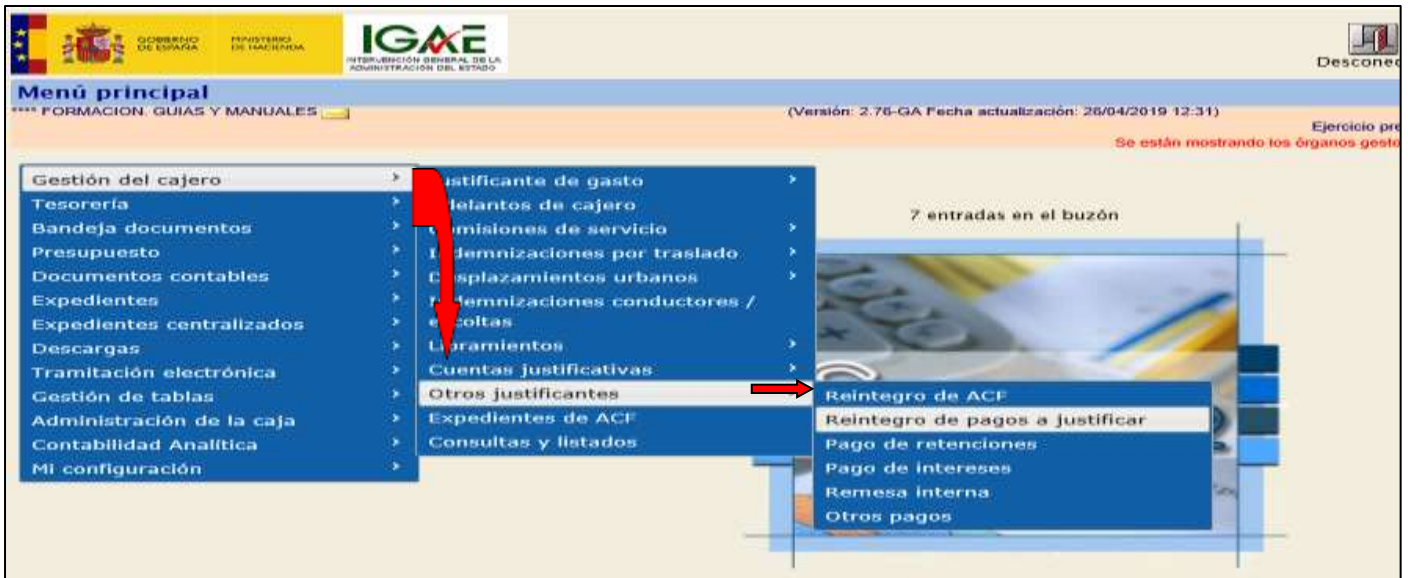 GOBIERNO DE ESPAÑA
MINISTERIO DE HACIENDA
IGAE
INTERVENCIÓN GENERAL DE LA
ADMINISTRACIÓN DEL ESTADO
Desconec
Menú principal
**** FORMACION. GUIAS Y MANUALES
(Versión: 2.76-GA Fecha actualización: 26/04/2019 12:31)
Ejercicio pre
Se están mostrando los órganos gesto
Gestión del cajero
Tesorería
Bandeja documentos
Presupuesto
Documentos contables
Expedientes
Expedientes centralizados
Descargas
Tramitación electrónica
Gestión de tablas
Administración de la caja
Contabilidad Analítica
Mi configuración
ustificante de gasto
delantos de cajero
omisiones de servicio
demnizaciones por traslado
splazamientos urbanos
demnizaciones conductores /
coltas
Libramientos
Cuentas justificativas
Otros justificantes
Expedientes de ACF
Consultas y listados
7 entradas en el buzón
Reintegro de ACF
Reintegro de pagos a justificar
Pago de retenciones
Pago de intereses
Remesa interna
Otros pagos